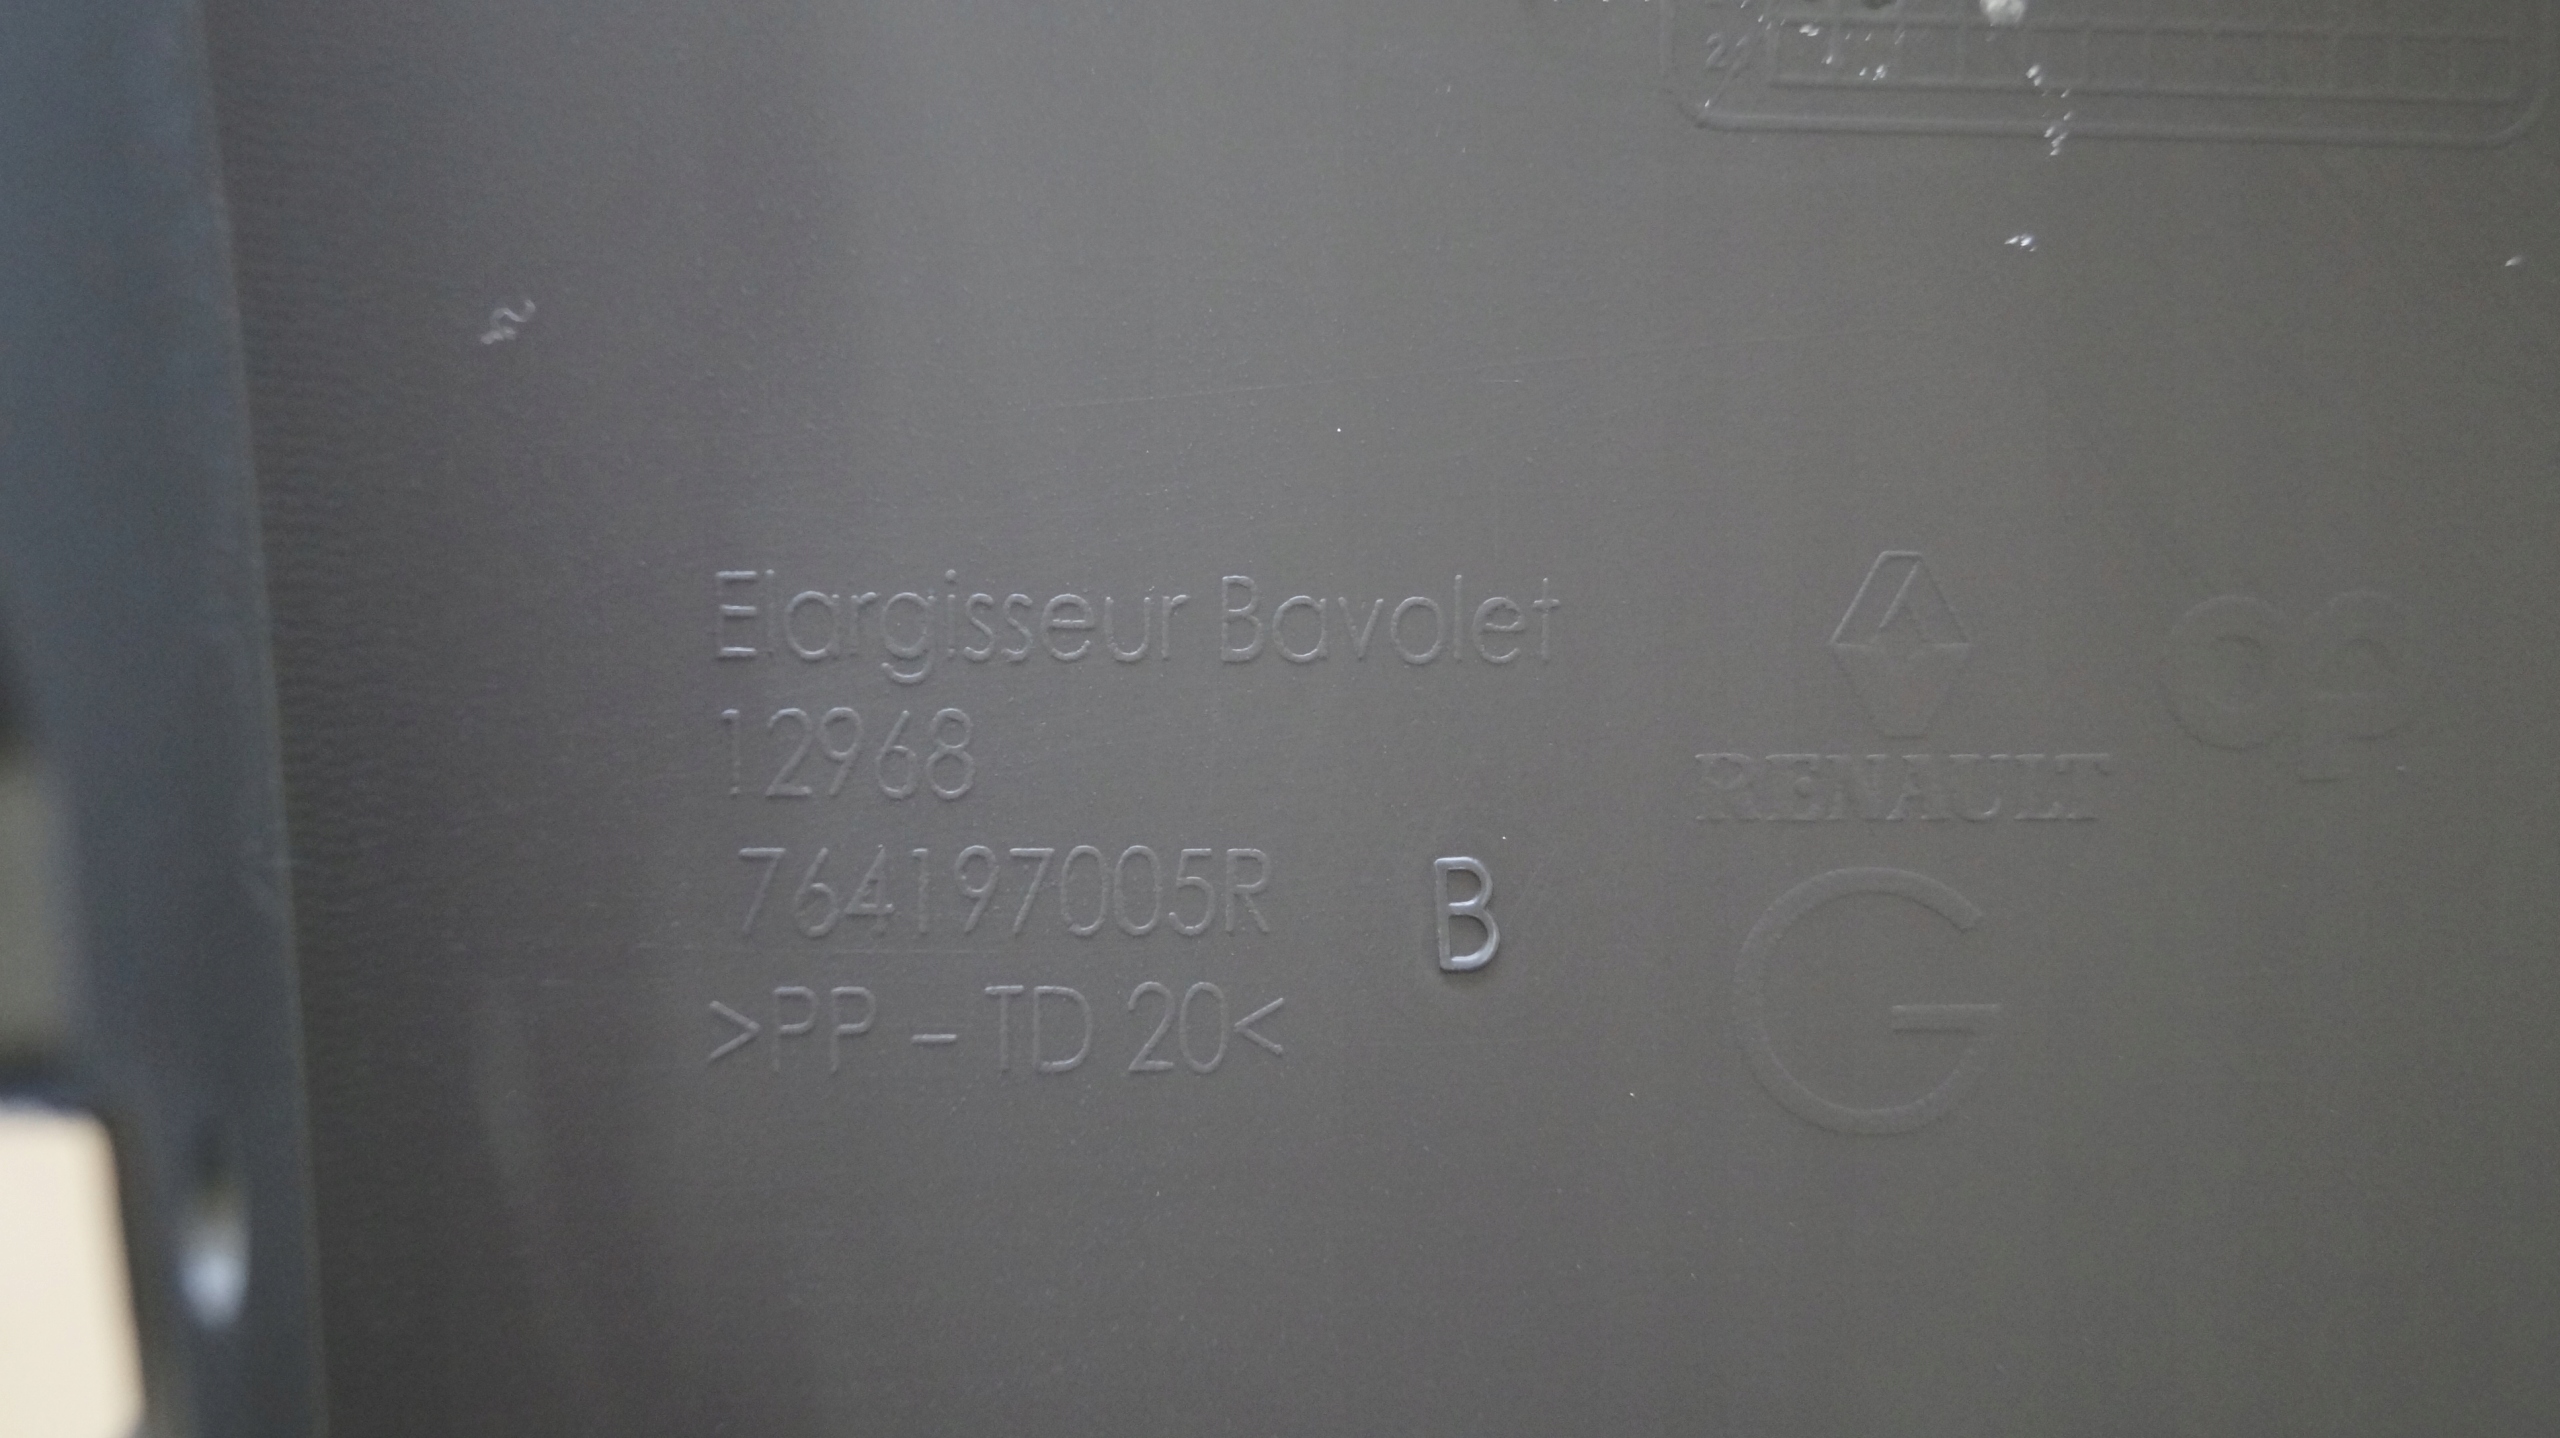 Elargisseur Bavolet
12968
764197005R
B
>PP - TD 20<
RENAULT
G